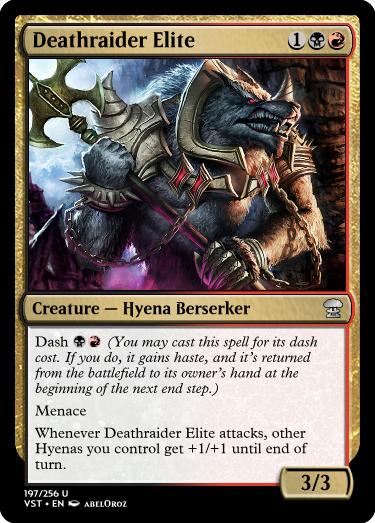 Deathraider Elite 1
Creature — Hyena Berserker
Dash (You may cast this spell for its dash
cost. If you do, it gains haste, and it's returned
from the battlefield to its owner's hand at the
beginning of the next end step.)
Menace
Whenever Deathraider Elite attacks, other
Hyenas you control get +1/+1 until end of
turn.
3/3
197/256 U
VST • EN ABELOROZ